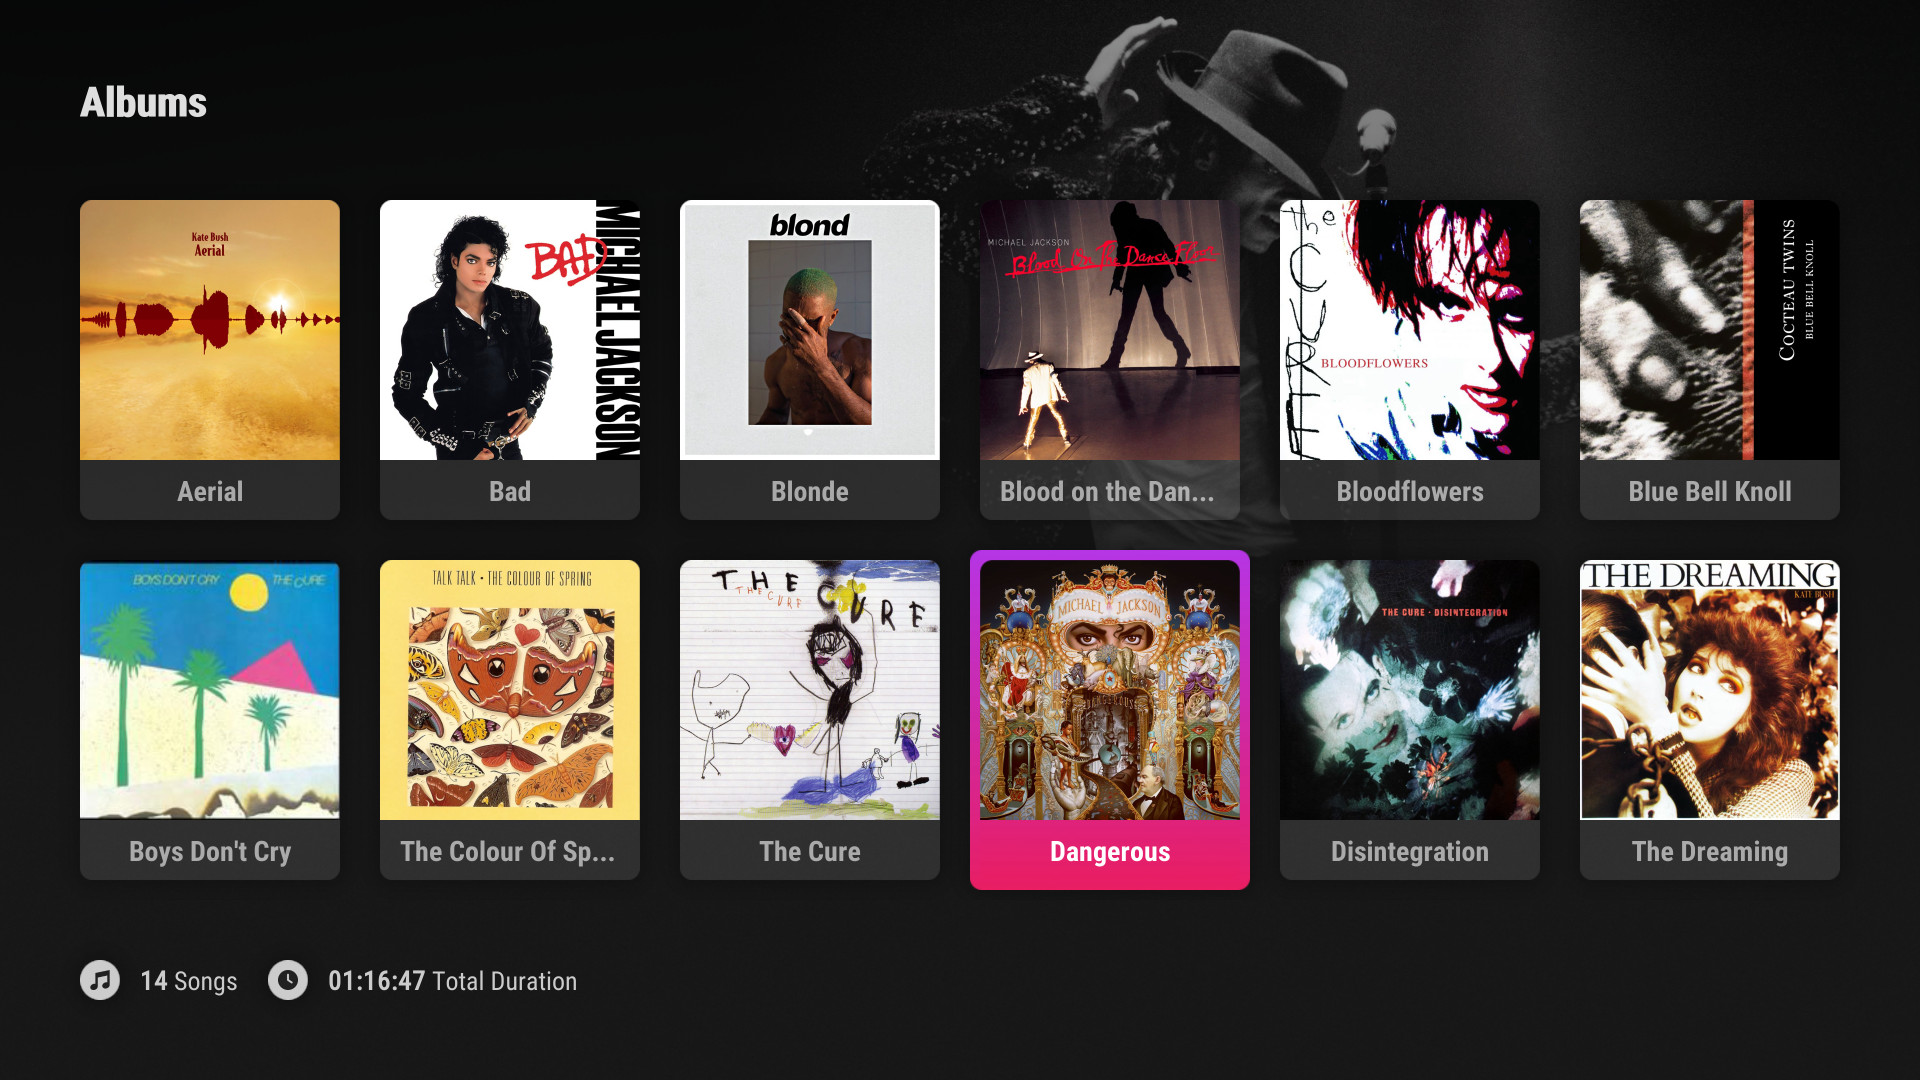 Albums
Kate Bush
Aerial
BAD
MICHAEL JACKSON
blond
MICHAEL JACKSON
Blood On The Dance Floor
the CURE
BLOODFLOWERS
COCTEAU TWINS
BLUE BELL KNOLL
Aerial
Bad
Blonde
Blood on the Dan...
Bloodflowers
Blue Bell Knoll
BOYS DON'T CRY THE CURE
TALK TALK • THE COLOUR OF SPRING
THE CURE
THE CURE
MICHAEL JACKSON
DANGEROUS
THE CURE · DISINTEGRATION
THE DREAMING
KATE BUSH
Boys Don't Cry
The Colour Of Sp...
The Cure
Dangerous
Disintegration
The Dreaming
14 Songs
01:16:47 Total Duration